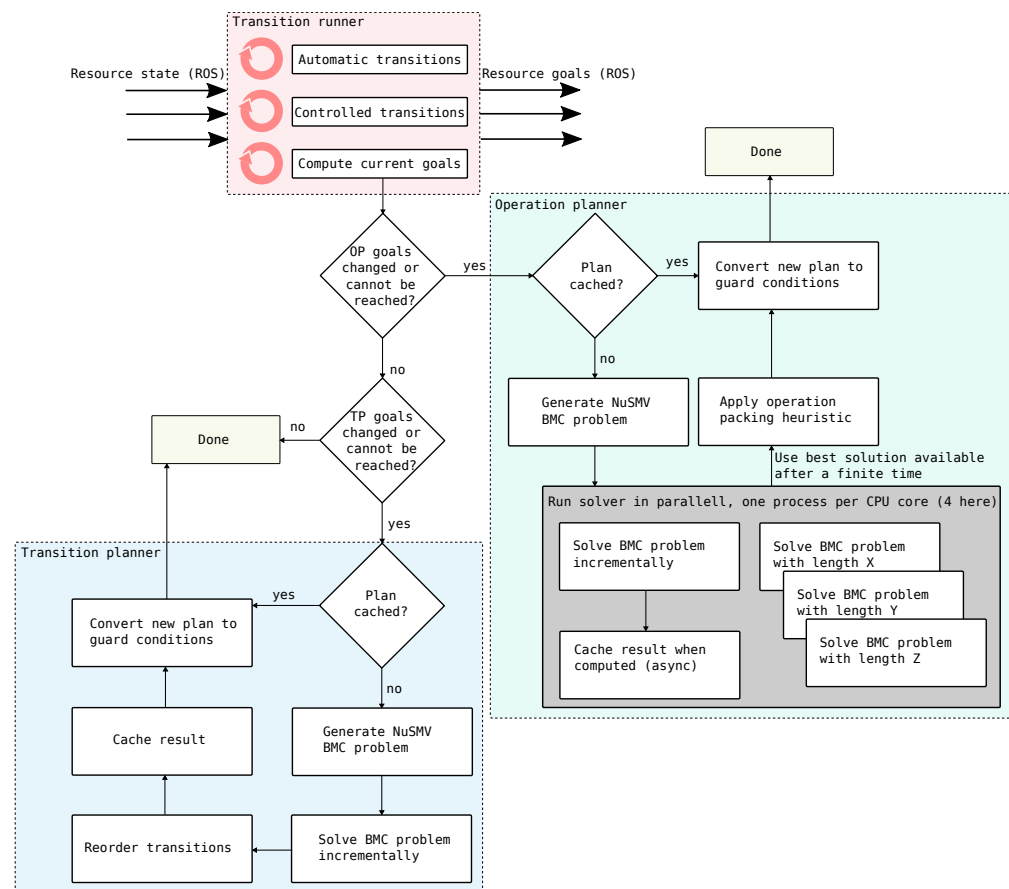 Transition runner
Automatic transitions
Resource state (ROS)
Resource goals (ROS)
Controlled transitions
Compute current goals
Done
Operation planner
OP goals
changed or
cannot be
reached?
yes
Plan
cached?
yes
Convert new plan to
guard conditions
no
no
Generate NuSMV
BMC problem
Apply operation
packing heuristic
TP goals
changed or
cannot be
reached?
no
Done
Use best solution available
after a finite time
yes
Run solver in parallell, one process per CPU core (4 here)
Solve BMC problem
incrementally
Solve BMC problem
with length X
Solve BMC problem
with length Y
Solve BMC problem
with length Z
Cache result when
computed (async)
Transition planner
Plan
cached?
yes
Convert new plan to
guard conditions
no
Cache result
Generate NuSMV
BMC problem
Reorder transitions
Solve BMC problem
incrementally